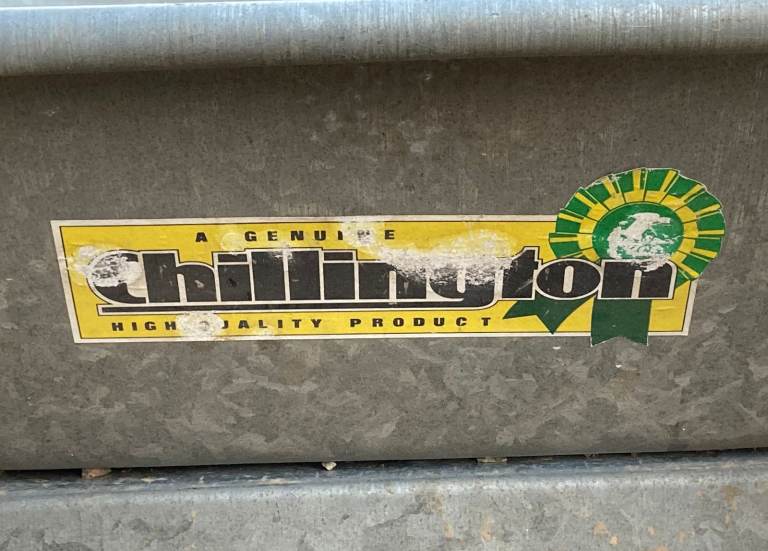 A GENUINE
Chillington
HIGH QUALITY PRODUCT